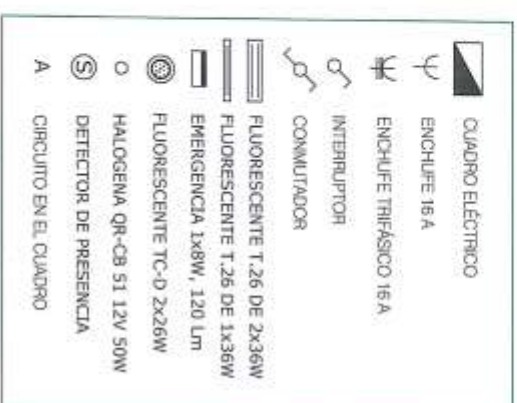 CUADRO ELÉCTRICO
ENCHUFE 16 A
ENCHUFE TRIFÁSICO 16 A
INTERRUPTOR
CONMUTADOR
FLUORESCENTE T.26 DE 2x36W
FLUORESCENTE T.26 DE 1x36W
EMERGENCIA 1x8W, 120 Lm
FLUORESCENTE TC-D 2x26W
HALOGENA QR-CB 51 12V 50W
S DETECTOR DE PRESENCIA
A CIRCUITO EN EL CUADRO